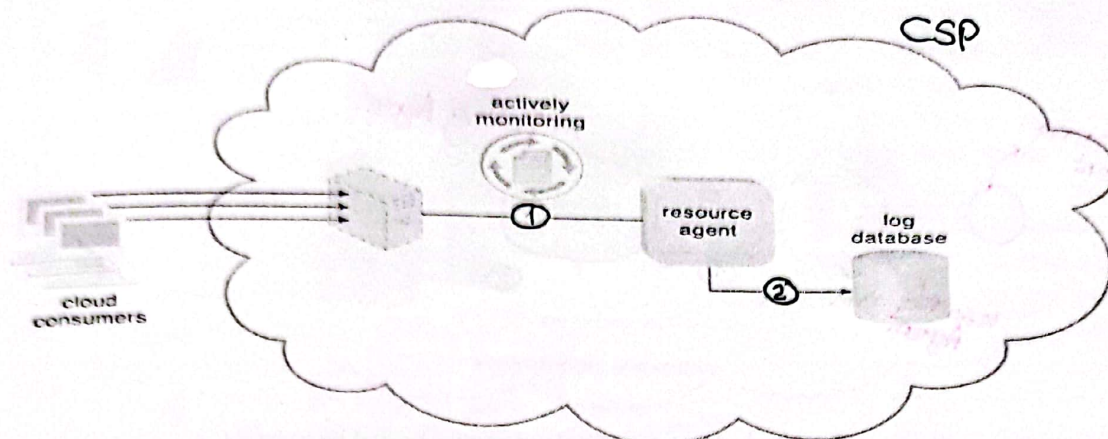 CSP
actively
monitoring
cloud
consumers
1
resource
agent
2
log
database